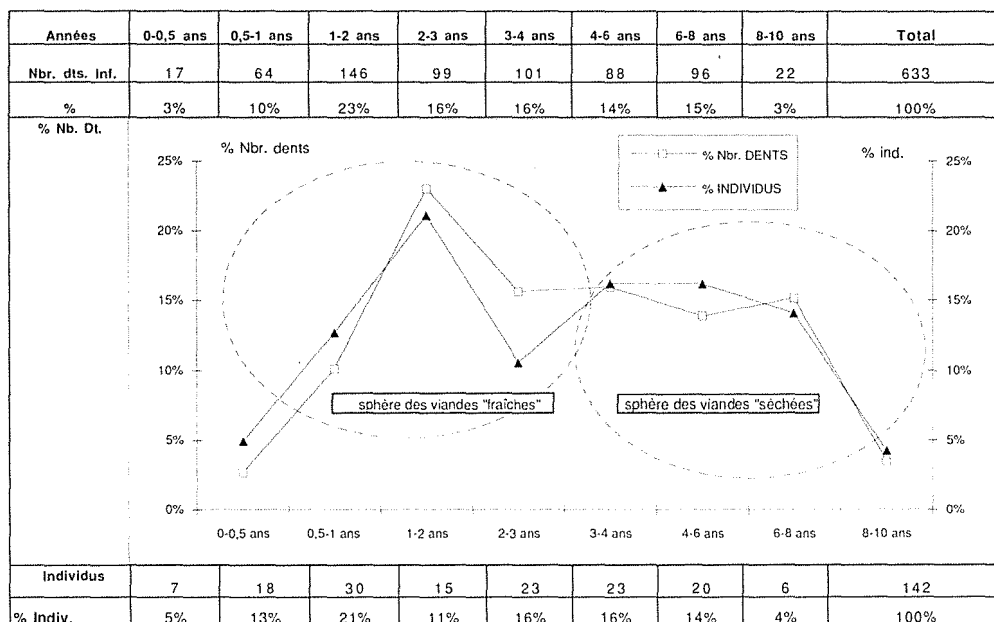 Années 0-0,5 ans 0,5-1 ans 1-2 ans 2-3 ans 3-4 ans 4-6 ans 6-8 ans 8-10 ans Total
Nbr. dts. Inf. 17 64 146 99 101 88 96 22 633
% 3% 10% 23% 16% 16% 14% 15% 3% 100%
% Nb. Dt.
% Nbr. dents
% Nbr. DENTS
% INDIVIDUS
% ind.
25% 25%
20% 20%
15% 15%
10% 10%
sphère des viandes "fraîches" sphère des viandes "séchées"
5% 5%
0% 0%
0-0,5 ans 0,5-1 ans 1-2 ans 2-3 ans 3-4 ans 4-6 ans 6-8 ans 8-10 ans
Individus 7 18 30 15 23 23 20 6 142
% Indiv. 5% 13% 21% 11% 16% 16% 14% 4% 100%